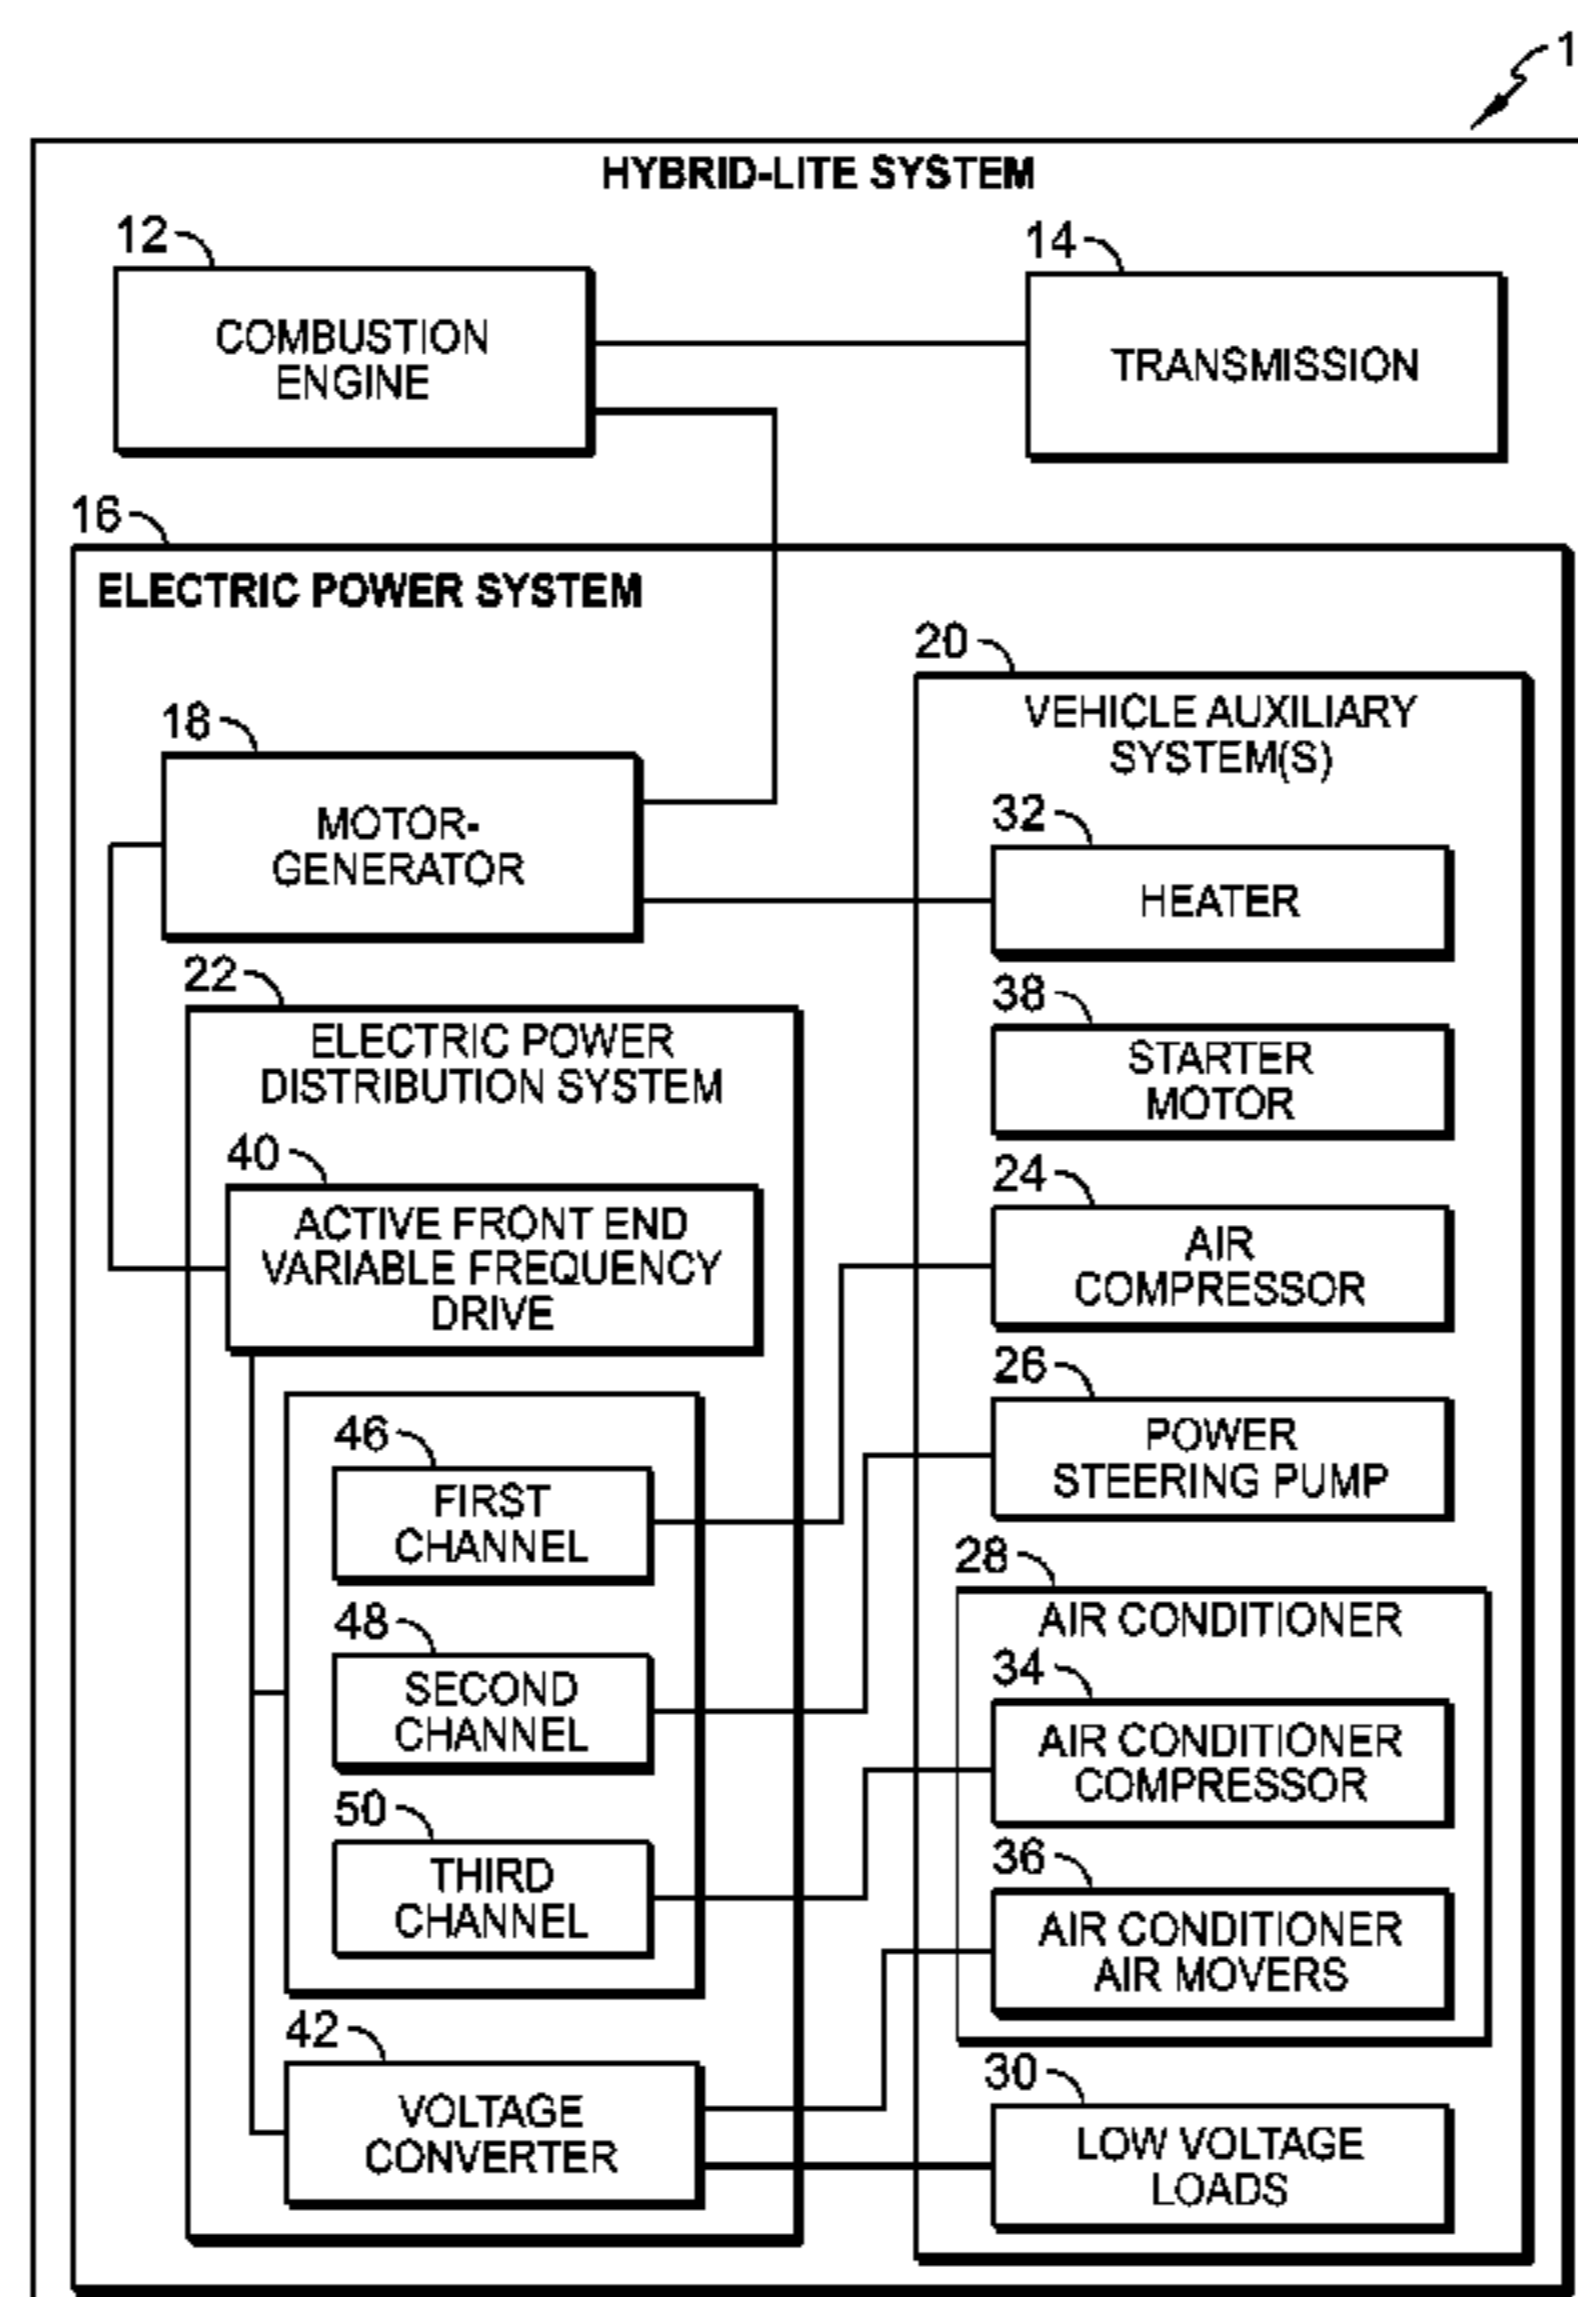 1
HYBRID-LITE SYSTEM
12
COMBUSTION
ENGINE
14
TRANSMISSION
16
ELECTRIC POWER SYSTEM
18
MOTOR-
GENERATOR
20
VEHICLE AUXILIARY
SYSTEM(S)
32
HEATER
38
STARTER
MOTOR
22
ELECTRIC POWER
DISTRIBUTION SYSTEM
40
ACTIVE FRONT END
VARIABLE FREQUENCY
DRIVE
24
AIR
COMPRESSOR
26
POWER
STEERING PUMP
46
FIRST
CHANNEL
48
SECOND
CHANNEL
50
THIRD
CHANNEL
28
AIR CONDITIONER
34
AIR CONDITIONER
COMPRESSOR
36
AIR CONDITIONER
AIR MOVERS
42
VOLTAGE
CONVERTER
30
LOW VOLTAGE
LOADS